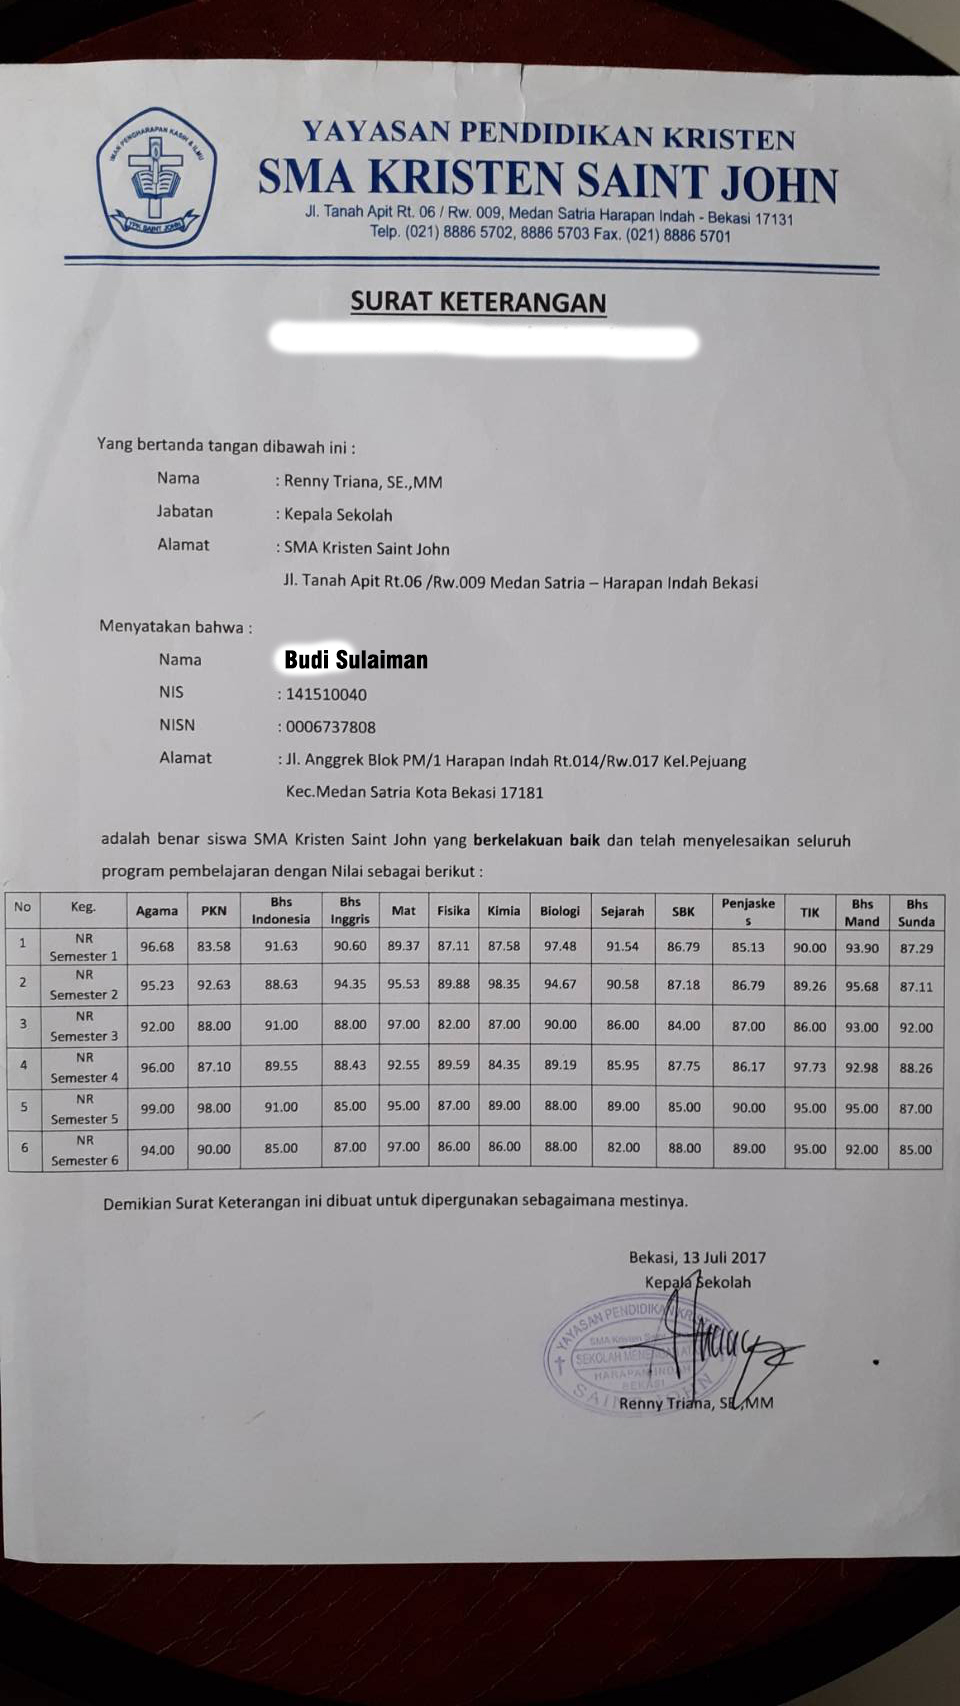 IMAN PENGHARAPAN KASIH & ILMU
YPK. SAINT JOHN
YAYASAN PENDIDIKAN KRISTEN
SMA KRISTEN SAINT JOHN
Jl. Tanah Apit Rt. 06 / Rw. 009, Medan Satria Harapan Indah - Bekasi 17131
Telp. (021) 8886 5702, 8886 5703 Fax. (021) 8886 5701
SURAT KETERANGAN
Yang bertanda tangan dibawah ini :
Nama : Renny Triana, SE.,MM
Jabatan : Kepala Sekolah
Alamat : SMA Kristen Saint John
Jl. Tanah Apit Rt.06 /Rw.009 Medan Satria – Harapan Indah Bekasi
Menyatakan bahwa :
Nama Budi Sulaiman
NIS : 141510040
NISN : 0006737808
Alamat : Jl. Anggrek Blok PM/1 Harapan Indah Rt.014/Rw.017 Kel.Pejuang
Kec.Medan Satria Kota Bekasi 17181
adalah benar siswa SMA Kristen Saint John yang berkelakuan baik dan telah menyelesaikan seluruh
program pembelajaran dengan Nilai sebagai berikut :
No Keg. Agama PKN Bhs Indonesia Bhs Inggris Mat Fisika Kimia Biologi Sejarah SBK Penjaskes TIK Bhs Mand Bhs Sunda
1 NR Semester 1 96.68 83.58 91.63 90.60 89.37 87.11 87.58 97.48 91.54 86.79 85.13 90.00 93.90 87.29
2 NR Semester 2 95.23 92.63 88.63 94.35 95.53 89.88 98.35 94.67 90.58 87.18 86.79 89.26 95.68 87.11
3 NR Semester 3 92.00 88.00 91.00 88.00 97.00 82.00 87.00 90.00 86.00 84.00 87.00 86.00 93.00 92.00
4 NR Semester 4 96.00 87.10 89.55 88.43 92.55 89.59 84.35 89.19 85.95 87.75 86.17 97.73 92.98 88.26
5 NR Semester 5 99.00 98.00 91.00 85.00 95.00 87.00 89.00 88.00 89.00 85.00 90.00 95.00 95.00 87.00
6 NR Semester 6 94.00 90.00 85.00 87.00 97.00 86.00 86.00 88.00 82.00 88.00 89.00 95.00 92.00 85.00
Demikian Surat Keterangan ini dibuat untuk dipergunakan sebagaimana mestinya.
Bekasi, 13 Juli 2017
Kepala Sekolah
YAYASAN PENDIDIKAN
SMA Kristen
SEKOLAH
HARAPAN INDAH
BEKASI
SAINT JOHN
Renny Triana, SE.,MM